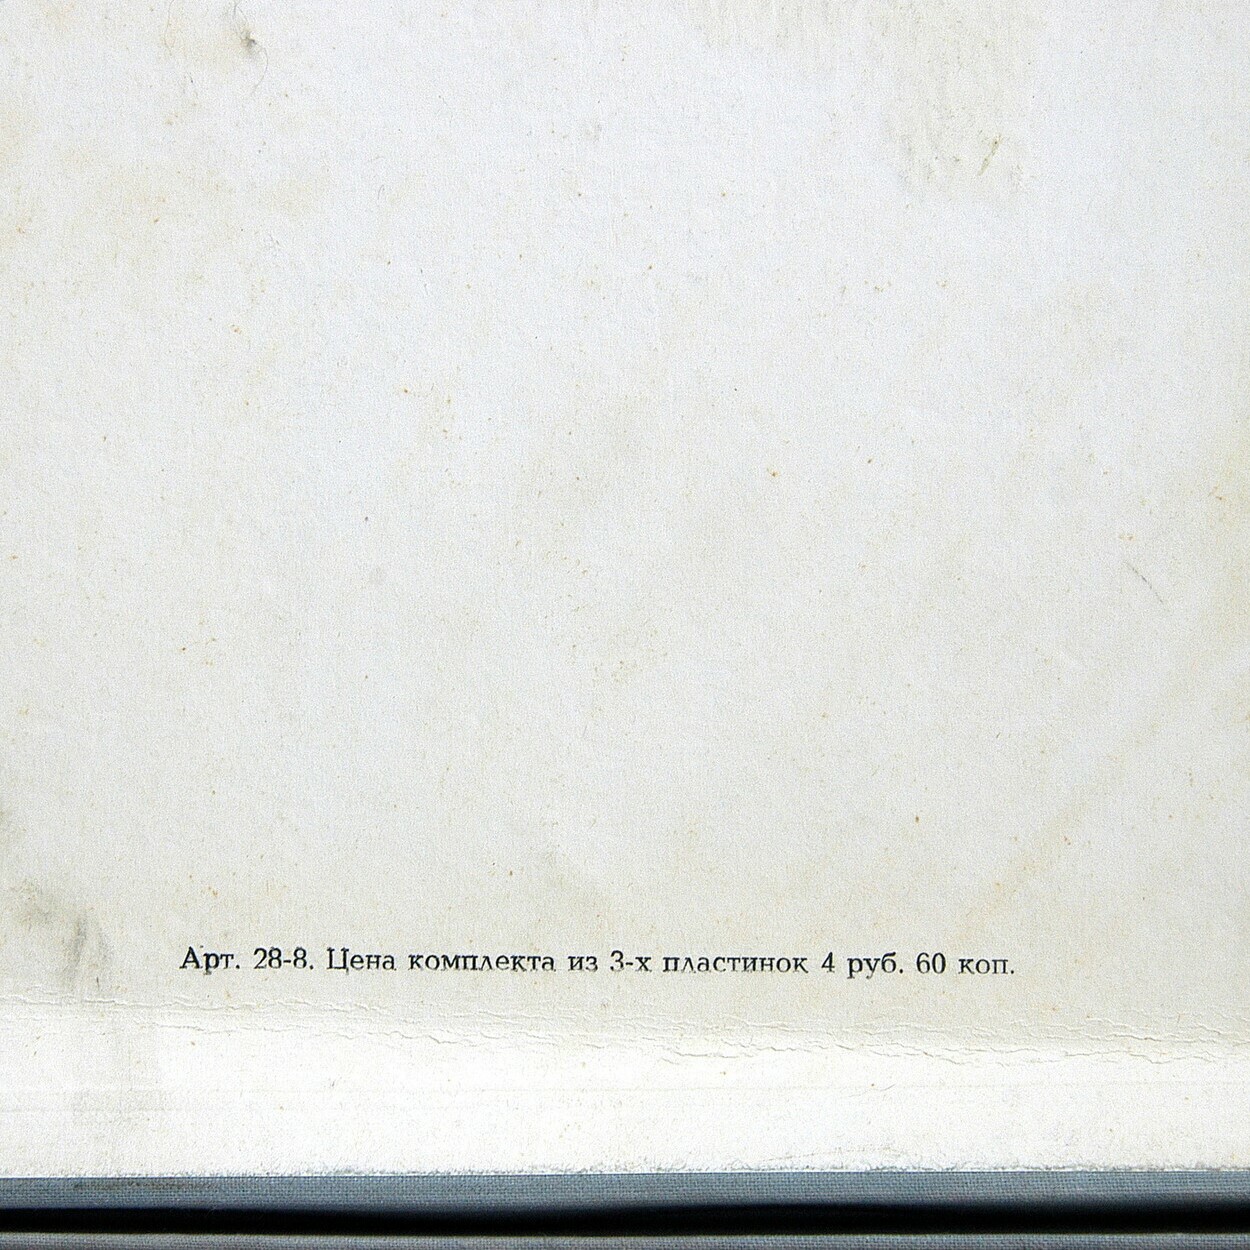 Арт. 28-8. Цена комплекта из 3-х пластинок 4 руб. 60 коп.